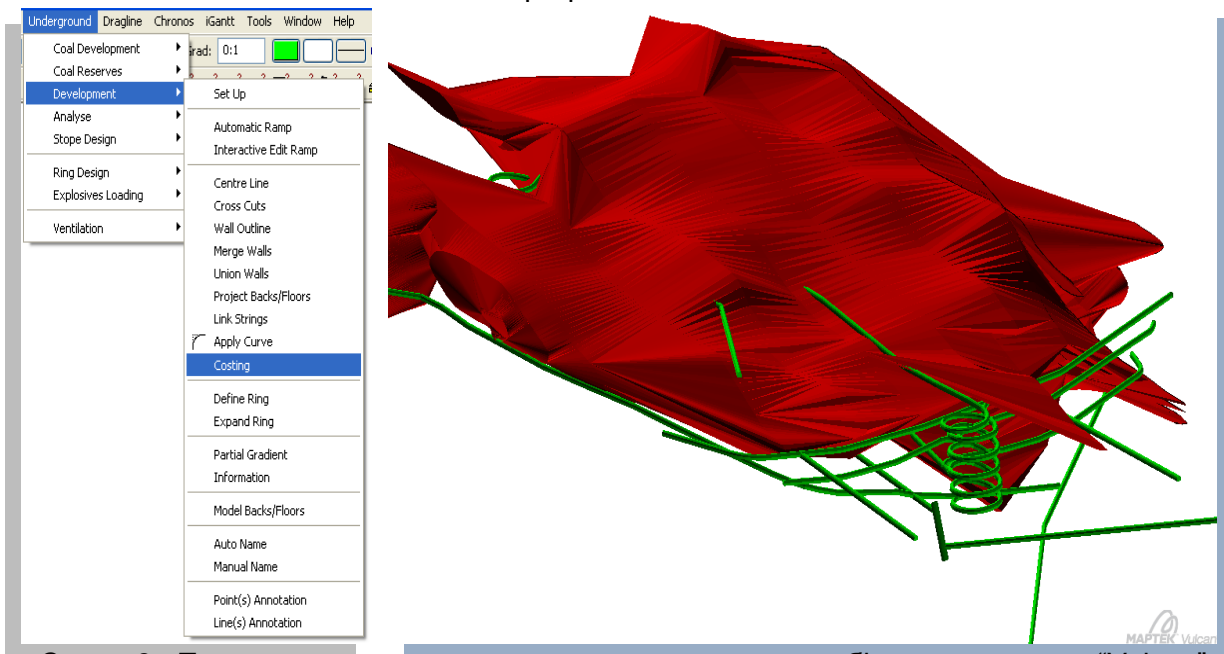 Underground Dragline Chronos iGantt Tools Window Help
Coal Development
Coal Reserves
Development
Analyse
Stope Design
Ring Design
Explosives Loading
Ventilation
Grad: 0:1
Set Up
Automatic Ramp
Interactive Edit Ramp
Centre Line
Cross Cuts
Wall Outline
Merge Walls
Union Walls
Project Backs/Floors
Link Strings
Apply Curve
Costing
Define Ring
Expand Ring
Partial Gradient
Information
Model Backs/Floors
Auto Name
Manual Name
Point(s) Annotation
Line(s) Annotation
MAPTEK Vulcan